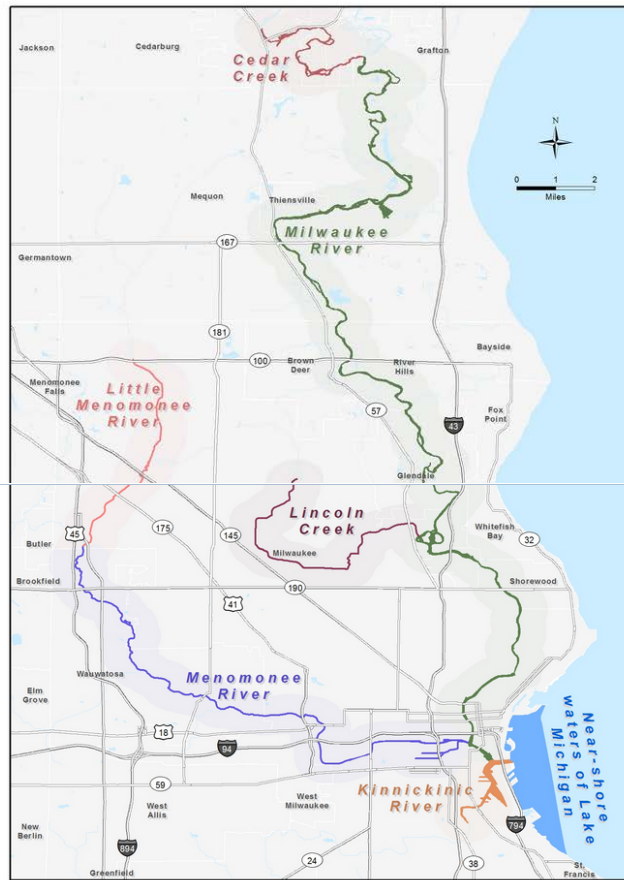 Jackson
Cedarburg
Grafton
Cedar
Creek
N
0 1 2
Miles
Mequon
Thiensville
Milwaukee
River
167
Germantown
181
Bayside
100
Brown
Deer
River
Hills
Menomonee
Falls
Little
Menomonee
River
57
43
Fox
Point
Glendale
Lincoln
Creek
45
175
145
Whitefish
Bay
32
Butler
Milwaukee
Shorewood
Brookfield
190
41
Wauwatosa
Menomonee
River
Elm
Grove
18
94
Near-shore
waters of Lake
Michigan
59
Kinnickinic
River
West
Allis
West
Milwaukee
794
New
Berlin
894
24
38
St.
Francis
Greenfield